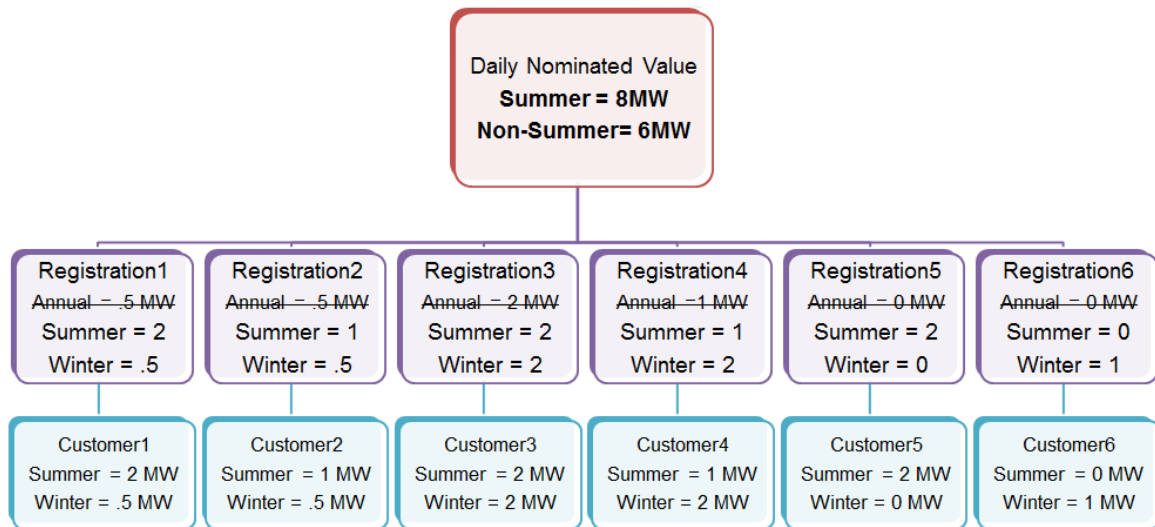 Daily Nominated Value
Summer = 8MW
Non-Summer= 6MW
Registration1
Annual = .5 MW
Summer = 2
Winter = .5
Registration2
Annual = .5 MW
Summer = 1
Winter = .5
Registration3
Annual = 2 MW
Summer = 2
Winter = 2
Registration4
Annual =1 MW
Summer = 1
Winter = 2
Registration5
Annual = 0 MW
Summer = 2
Winter = 0
Registration6
Annual = 0 MW
Summer = 0
Winter = 1
Customer1
Summer = 2 MW
Winter = .5 MW
Customer2
Summer = 1 MW
Winter = .5 MW
Customer3
Summer = 2 MW
Winter = 2 MW
Customer4
Summer = 1 MW
Winter = 2 MW
Customer5
Summer = 2 MW
Winter = 0 MW
Customer6
Summer = 0 MW
Winter = 1 MW